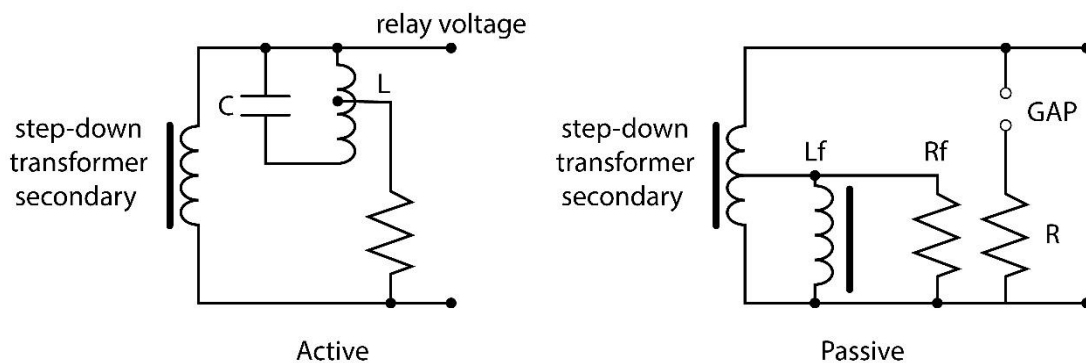 relay voltage
C
L
step-down
transformer
secondary
Active
step-down
transformer
secondary
Lf
Rf
GAP
R
Passive